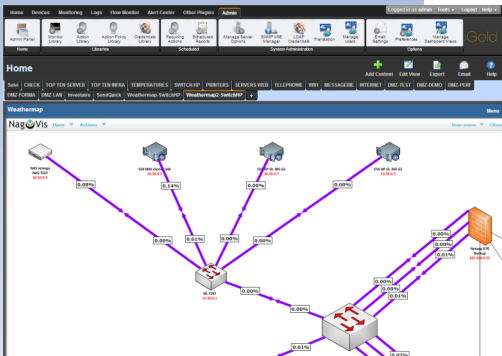 Logged in as admin Tools Logout Help
Home Devices Monitoring Logs Flow Monitor Alert Center Other Plugins Admin
Admin Panel Monitor Library Action Library Action Policy Library Credentials Library Recurring Actions Scheduled Reports Manage Server Options SNMP MIB Manager LDAP Credentials Translation Manage Users Email Settings Preferences Manage Dashboard Views
Gold
Home Libraries Scheduled System Administration Options
Home
Add Content Edit View Export Email Help
CHECK TOP TEN SERVER TOP TEN INFRA TEMPERATURES SWITCH HP PRINTERS SERVERS WEB TELEPHONE WIFI MESSAGERIE INTERNET DMZ-TEST DMZ-DEMO DMZ-PERF
DMZ-FORMA DMZ-LAN Inventaire SendQuick Weathermap-SwitchHP Weathermap2-SwitchHP +
Weathermap Menu
NagVis Open Actions User menu Close
0.08% 0.14% 0.00% 0.00%
0.00% 0.01% 0.00% 0.00%
0.00%
0.00%
0.01%
Backup
0.00%
0.00%
0.00%
0.01%
0.00%
0.01% 0.02%